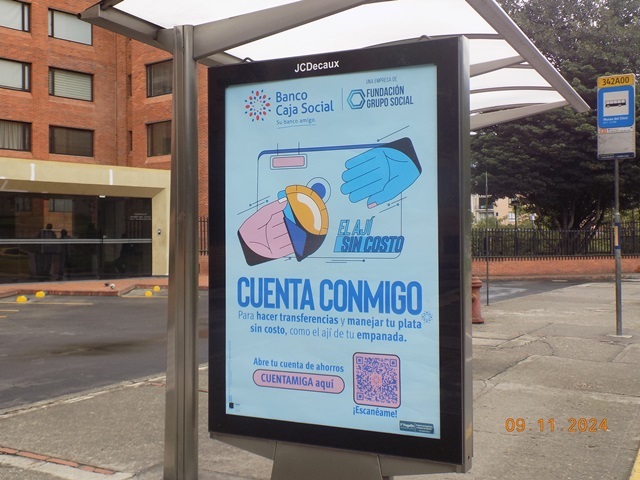 JCDecaux
Banco
Caja Social
Su banco amigo.
UNA EMPRESA DE
FUNDACIÓN
GRUPO SOCIAL
EL AJÍ
SIN COSTO
CUENTA CONMIGO
Para hacer transferencias y manejar tu plata
sin costo, como el ají de tu empanada.
Abre tu cuenta de ahorros
CUENTAMIGA aquí
¡Escanéame!
342A00
09.11.2024